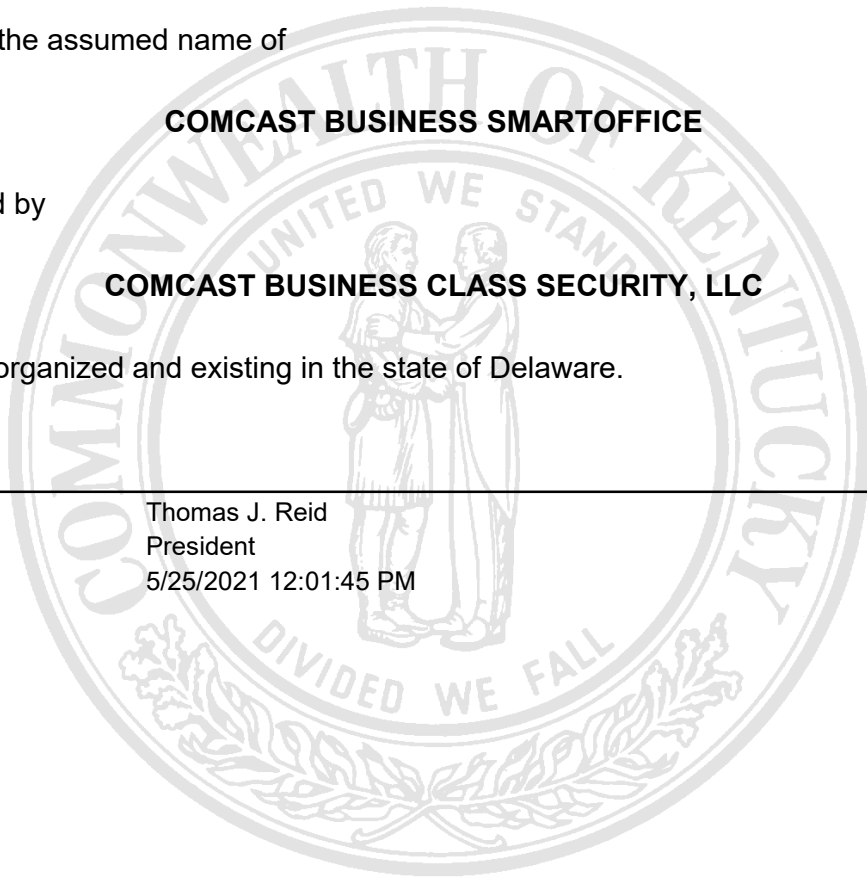 the assumed name of
COMCAST BUSINESS SMARTOFFICE
d by
COMCAST BUSINESS CLASS SECURITY, LLC
organized and existing in the state of Delaware.
Thomas J. Reid
President
5/25/2021 12:01:45 PM
COMMONWEALTH OF KENTUCKY
UNITED WE STAND
DIVIDED WE FALL